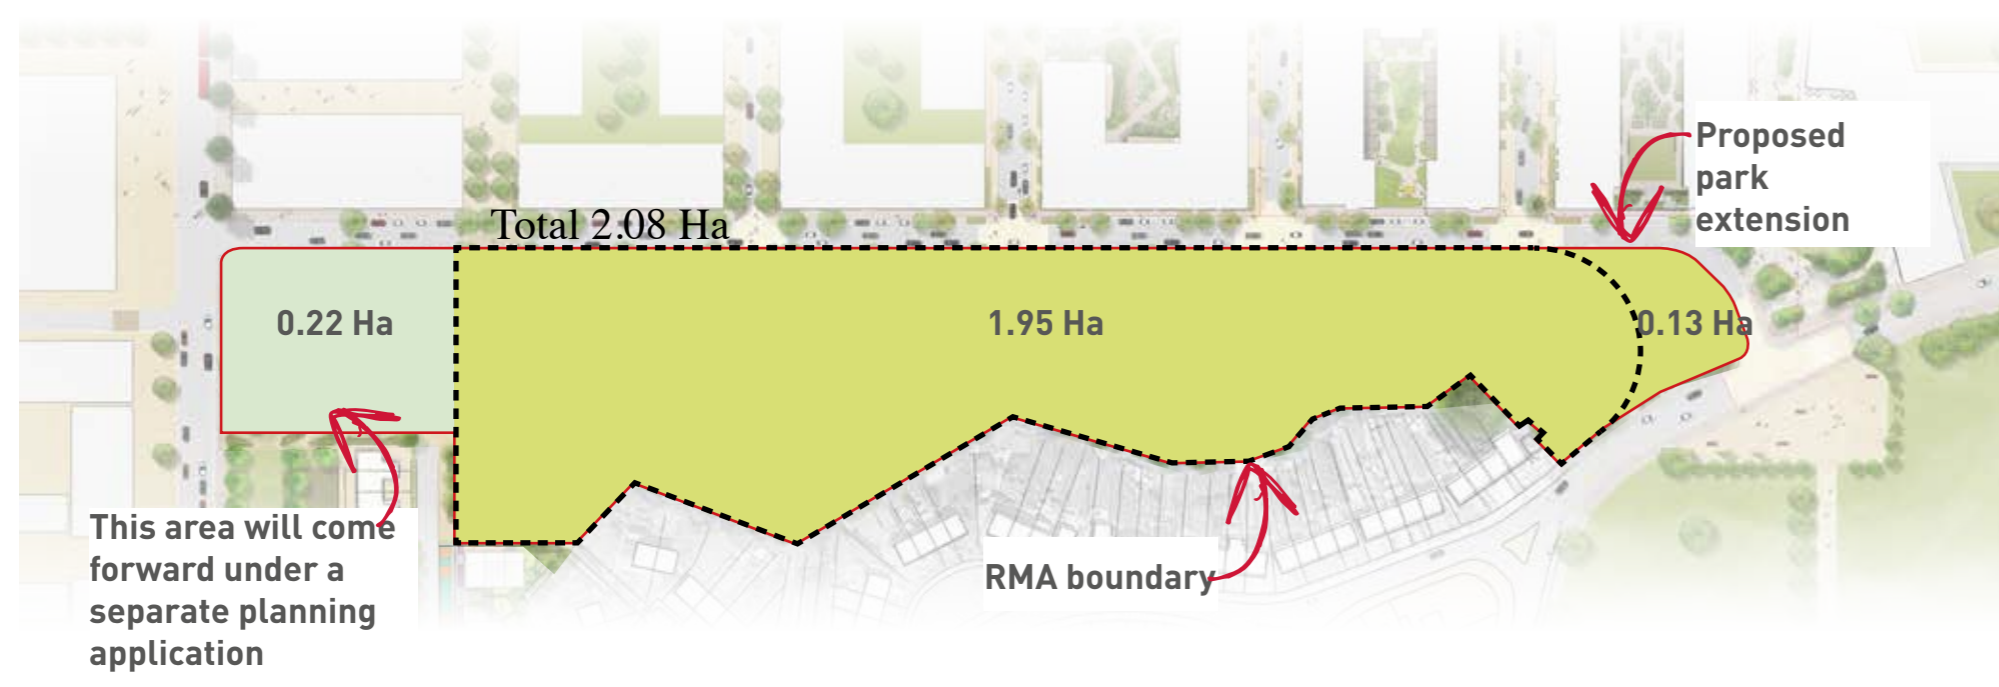 Proposed
park
extension
Total 2.08 Ha
0.22 Ha
1.95 Ha
0.13 Ha
This area will come
forward under a
separate planning
application
RMA boundary